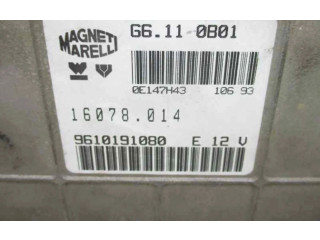 MAGNETI MARELLI
G6.11 0B01
0E147H43 106 93
16078.014
9610191080 E 12 V